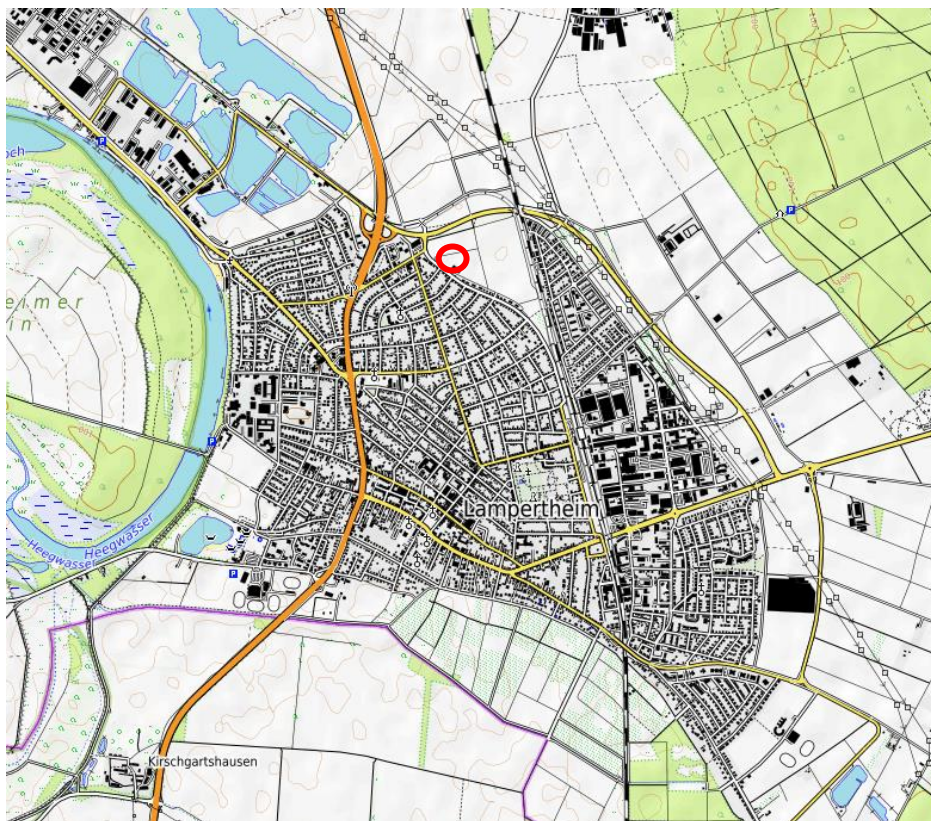 och
P
P
eimer
in
P
Lampertheim
Heegwasser
Heegwasser
P
Kirschgartshausen